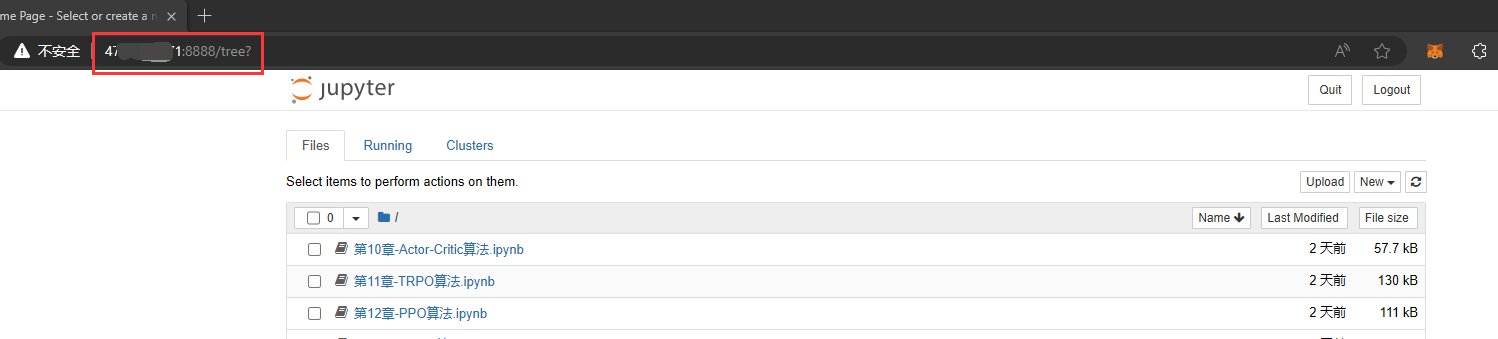 me Page - Select or create a n
不安全 47 71:8888/tree?
jupyter
Quit Logout
Files Running Clusters
Select items to perform actions on them.
Upload New
0 / Name Last Modified File size
第10章-Actor-Critic算法.ipynb 2 天前 57.7 kB
第11章-TRPO算法.ipynb 2 天前 130 kB
第12章-PPO算法.ipynb 2 天前 111 kB